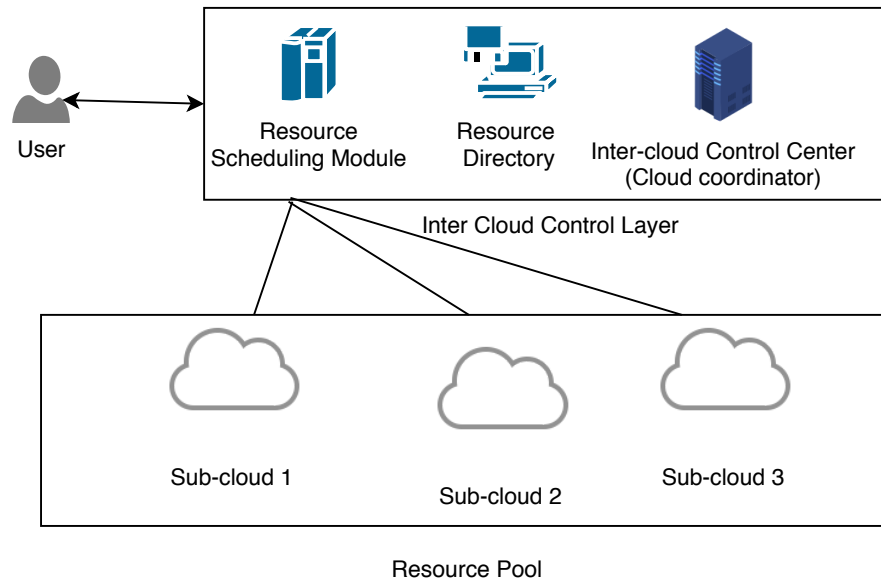 User
Resource
Scheduling Module
Resource
Directory
Inter-cloud Control Center
(Cloud coordinator)
Inter Cloud Control Layer
Sub-cloud 1
Sub-cloud 2
Sub-cloud 3
Resource Pool